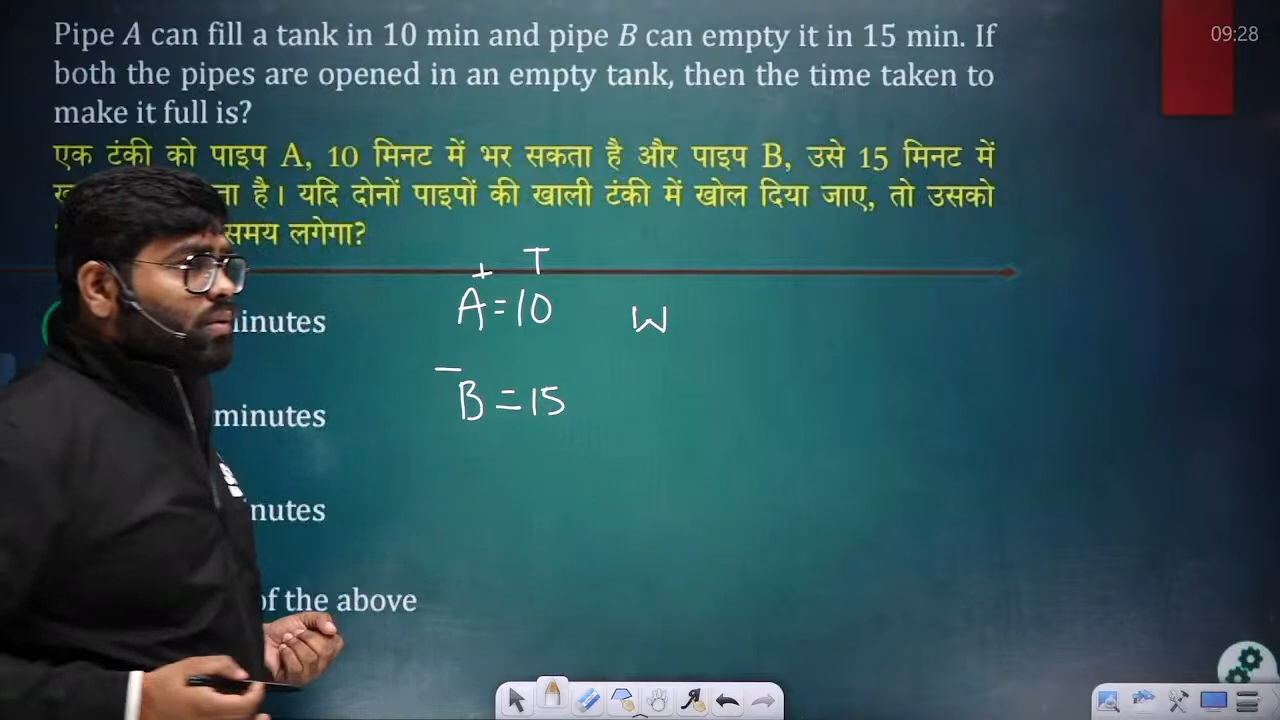 Pipe A can fill a tank in 10 min and pipe B can empty it in 15 min. If
09:28
both the pipes are opened in an empty tank, then the time taken to
make it full is?
एक टंकी को पाइप A, 10 मिनट में भर सकता है और पाइप B, उसे 15 मिनट में
है। यदि दोनों पाइपों की खाली टंकी में खोल दिया जाए, तो उसको
समय लगेगा?
+ T
A=10 W
minutes
–
B=15
minutes
of the above